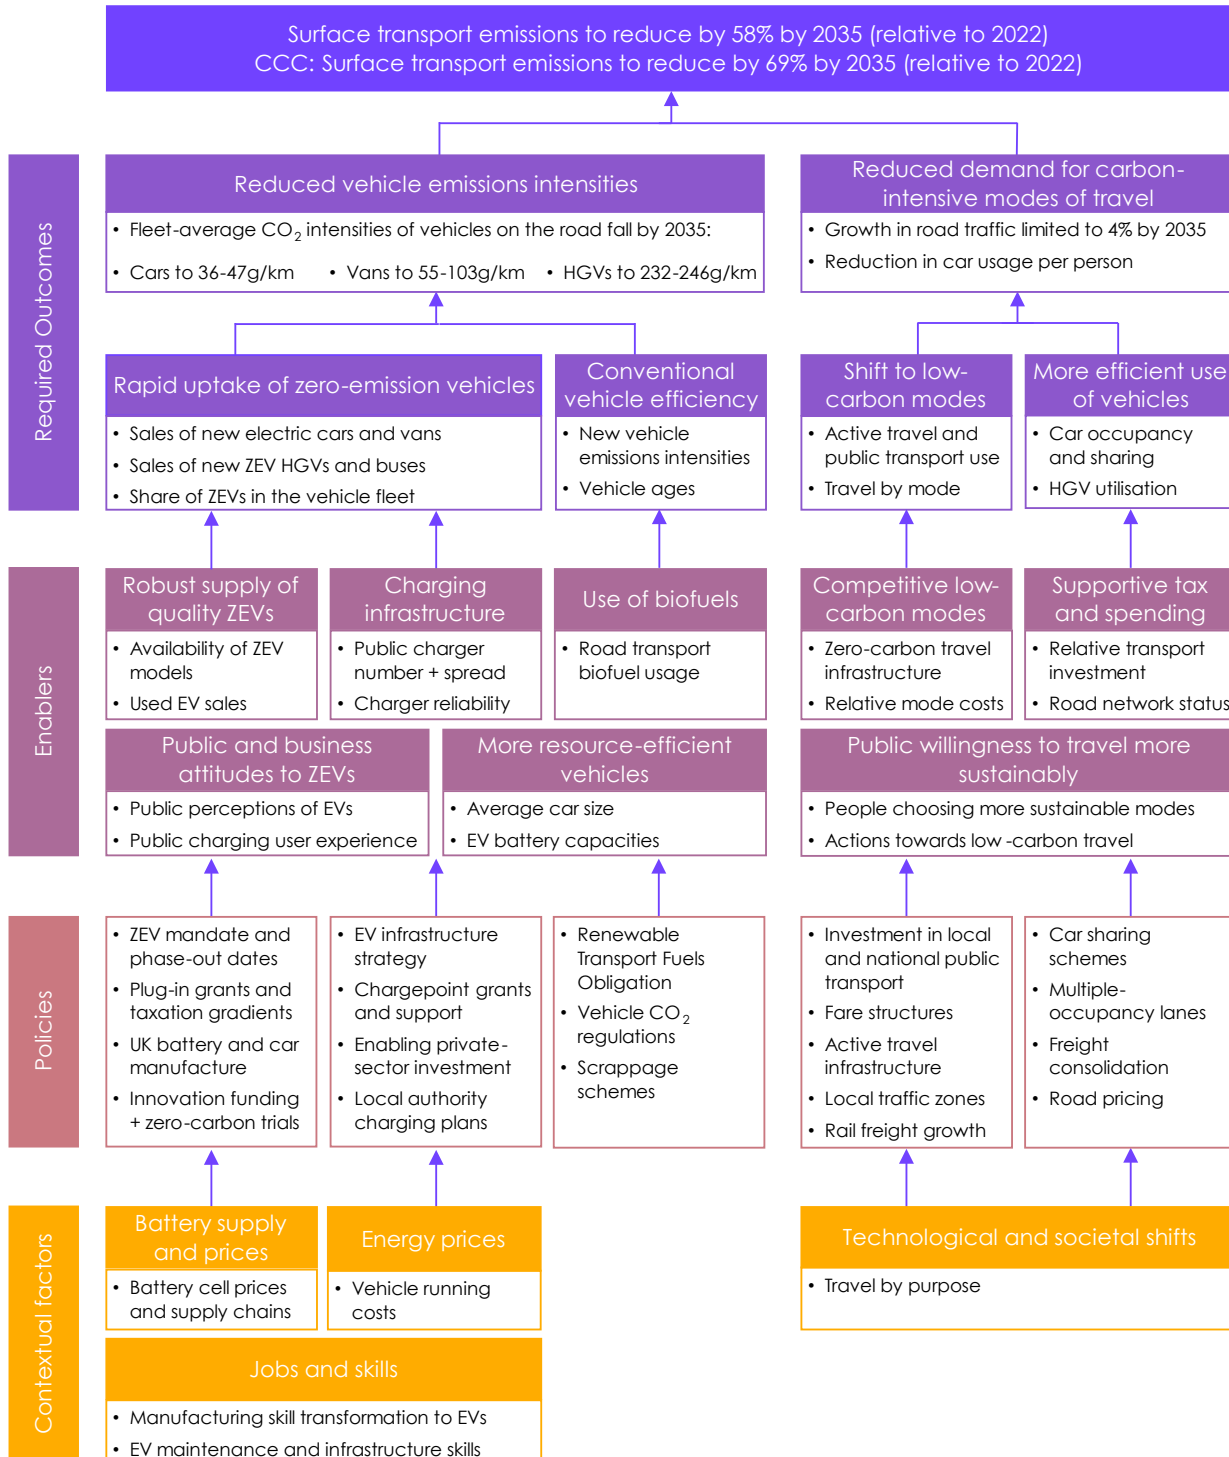 Surface transport emissions to reduce by 58% by 2035 (relative to 2022)
CCC: Surface transport emissions to reduce by 69% by 2035 (relative to 2022)
Required Outcomes
Reduced vehicle emissions intensities
• Fleet-average CO2 intensities of vehicles on the road fall by 2035:
• Cars to 36-47g/km • Vans to 55-103g/km • HGVs to 232-246g/km
Reduced demand for carbon-
intensive modes of travel
• Growth in road traffic limited to 4% by 2035
• Reduction in car usage per person
Rapid uptake of zero-emission vehicles
• Sales of new electric cars and vans
• Sales of new ZEV HGVs and buses
• Share of ZEVs in the vehicle fleet
Conventional
vehicle efficiency
• New vehicle
emissions intensities
• Vehicle ages
Shift to low-
carbon modes
• Active travel and
public transport use
• Travel by mode
More efficient use
of vehicles
• Car occupancy
and sharing
• HGV utilisation
Enablers
Robust supply of
quality ZEVs
• Availability of ZEV
models
• Used EV sales
Charging
infrastructure
• Public charger
number + spread
• Charger reliability
Use of biofuels
• Road transport
biofuel usage
Competitive low-
carbon modes
• Zero-carbon travel
infrastructure
• Relative mode costs
Supportive tax
and spending
• Relative transport
investment
• Road network status
Public and business
attitudes to ZEVs
• Public perceptions of EVs
• Public charging user experience
More resource-efficient
vehicles
• Average car size
• EV battery capacities
Public willingness to travel more
sustainably
• People choosing more sustainable modes
• Actions towards low -carbon travel
Policies
• ZEV mandate and
phase-out dates
• Plug-in grants and
taxation gradients
• UK battery and car
manufacture
• Innovation funding
+ zero-carbon trials
• EV infrastructure
strategy
• Chargepoint grants
and support
• Enabling private-
sector investment
• Local authority
charging plans
• Renewable
Transport Fuels
Obligation
• Vehicle CO2
regulations
• Scrappage
schemes
• Investment in local
and national public
transport
• Fare structures
• Active travel
infrastructure
• Local traffic zones
• Rail freight growth
• Car sharing
schemes
• Multiple-
occupancy lanes
• Freight
consolidation
• Road pricing
Contextual factors
Battery supply
and prices
• Battery cell prices
and supply chains
Energy prices
• Vehicle running
costs
Technological and societal shifts
• Travel by purpose
Jobs and skills
• Manufacturing skill transformation to EVs
• EV maintenance and infrastructure skills